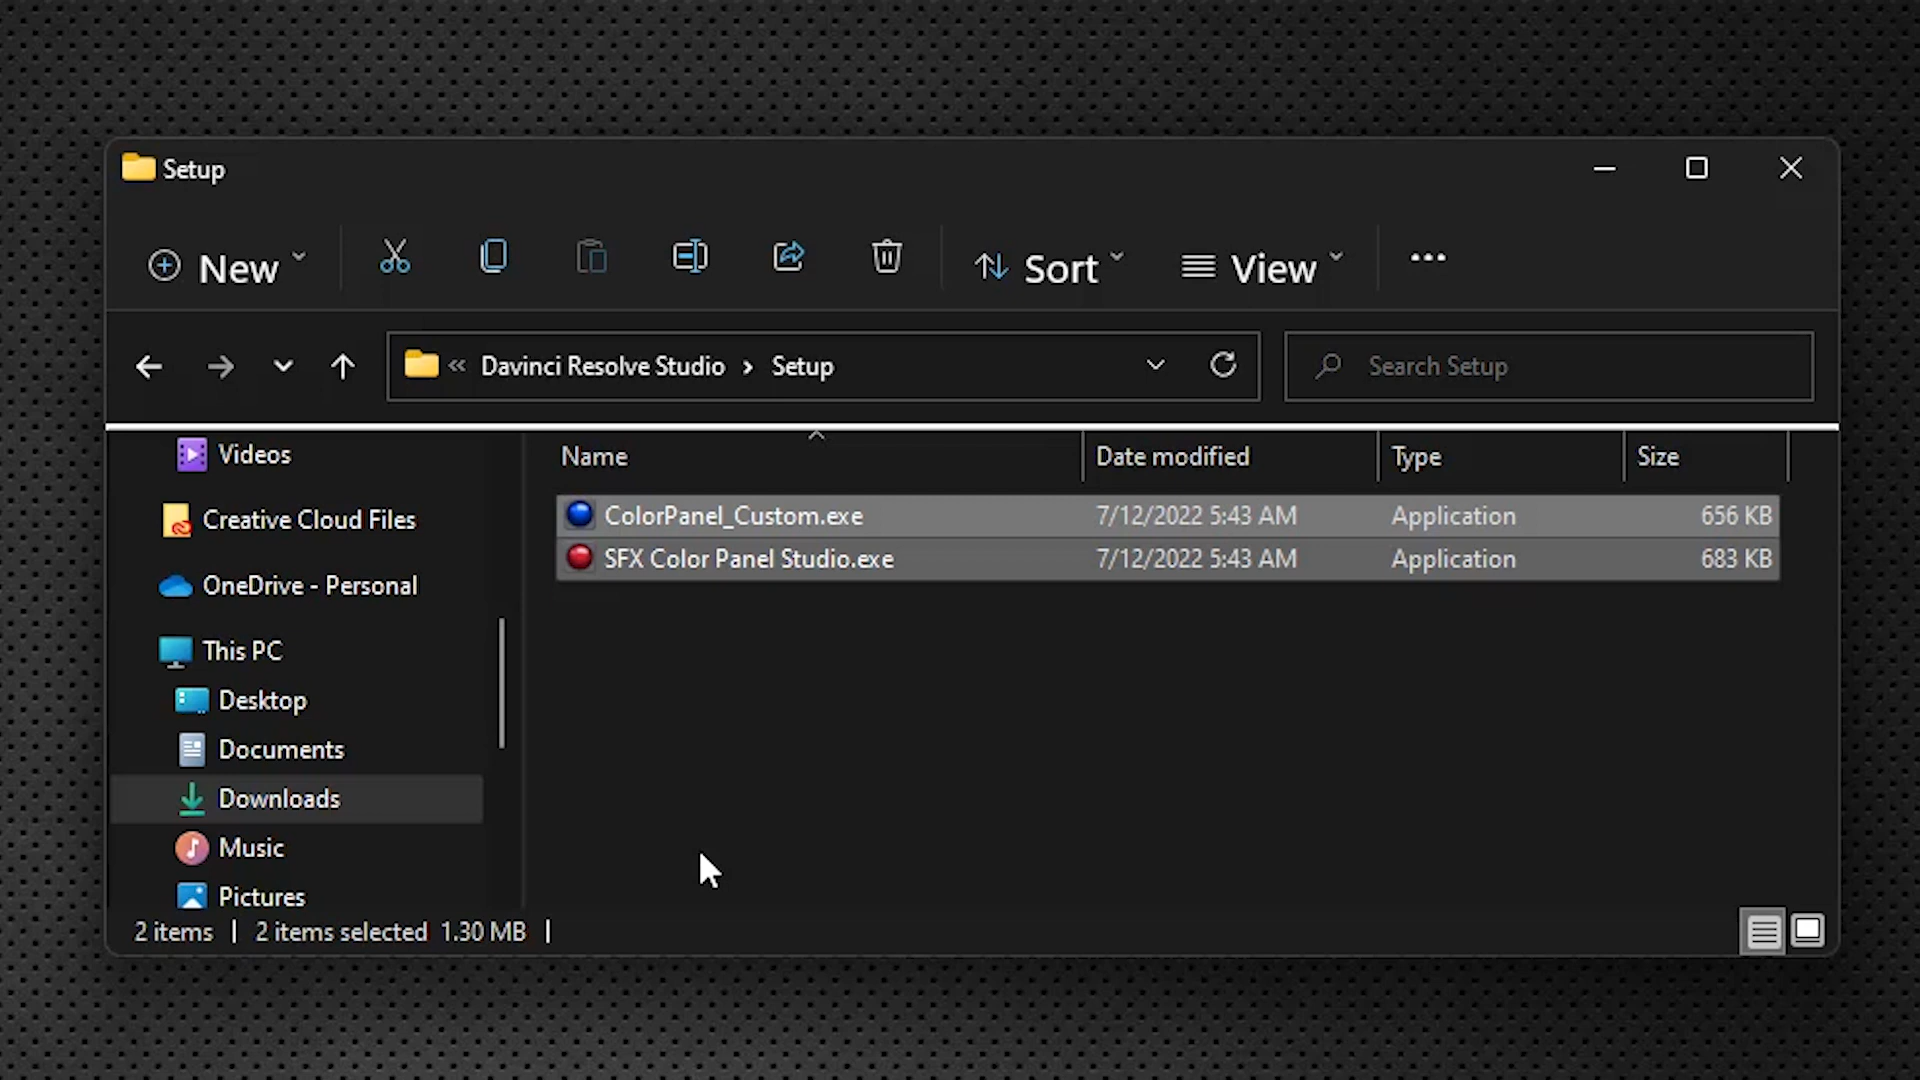 Setup
New
Sort
View
Davinci Resolve Studio
Setup
Search Setup
Videos
Creative Cloud Files
OneDrive - Personal
This PC
Desktop
Documents
Downloads
Music
Pictures
Name
Date modified
Type
Size
ColorPanel_Custom.exe
7/12/2022 5:43 AM
Application
656 KB
SFX Color Panel Studio.exe
7/12/2022 5:43 AM
Application
683 KB
2 items
2 items selected 1.30 MB